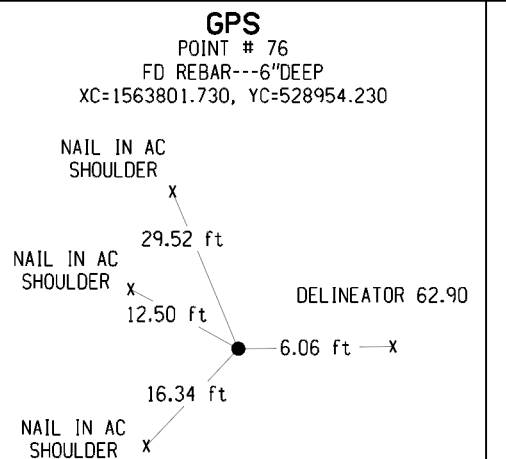 GPS
POINT # 76
FD REBAR---6"DEEP
XC=1563801.730, YC=528954.230
NAIL IN AC
SHOULDER
X
29.52 ft
NAIL IN AC
SHOULDER
X
12.50 ft
DELINEATOR 62.90
6.06 ft
X
16.34 ft
NAIL IN AC
SHOULDER
X